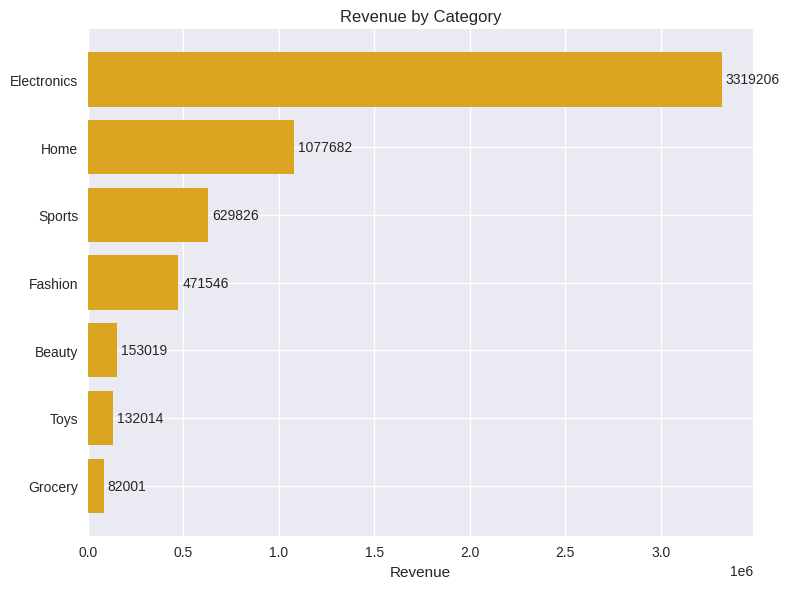 Revenue by Category
Electronics 3319206
Home 1077682
Sports 629826
Fashion 471546
Beauty 153019
Toys 132014
Grocery 82001
0.0 0.5 1.0 1.5 2.0 2.5 3.0
1e6
Revenue